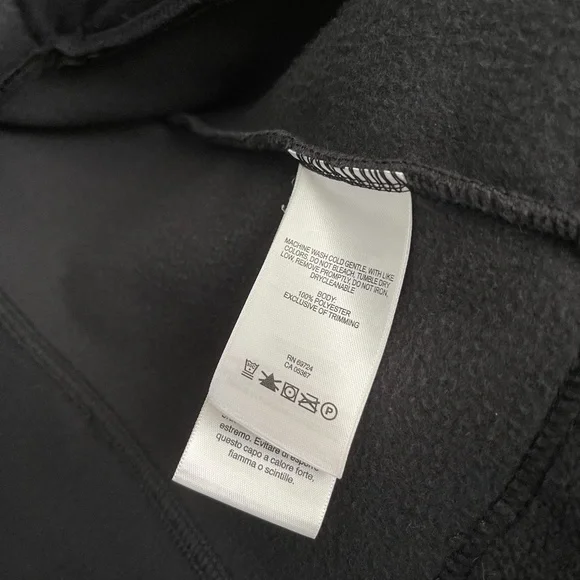 MACHINE WASH COLD GENTLE, WITH LIKE
COLORS, DO NOT BLEACH, TUMBLE DRY
LOW, REMOVE PROMPTLY, DO NOT IRON,
DRYCLEANABLE
BODY:
100% POLYESTER
EXCLUSIVE OF TRIMMING
RN 69724
CA 05367
P
estremo. Evitare di esporre
questo capo a calore forte,
fiamma o scintille.